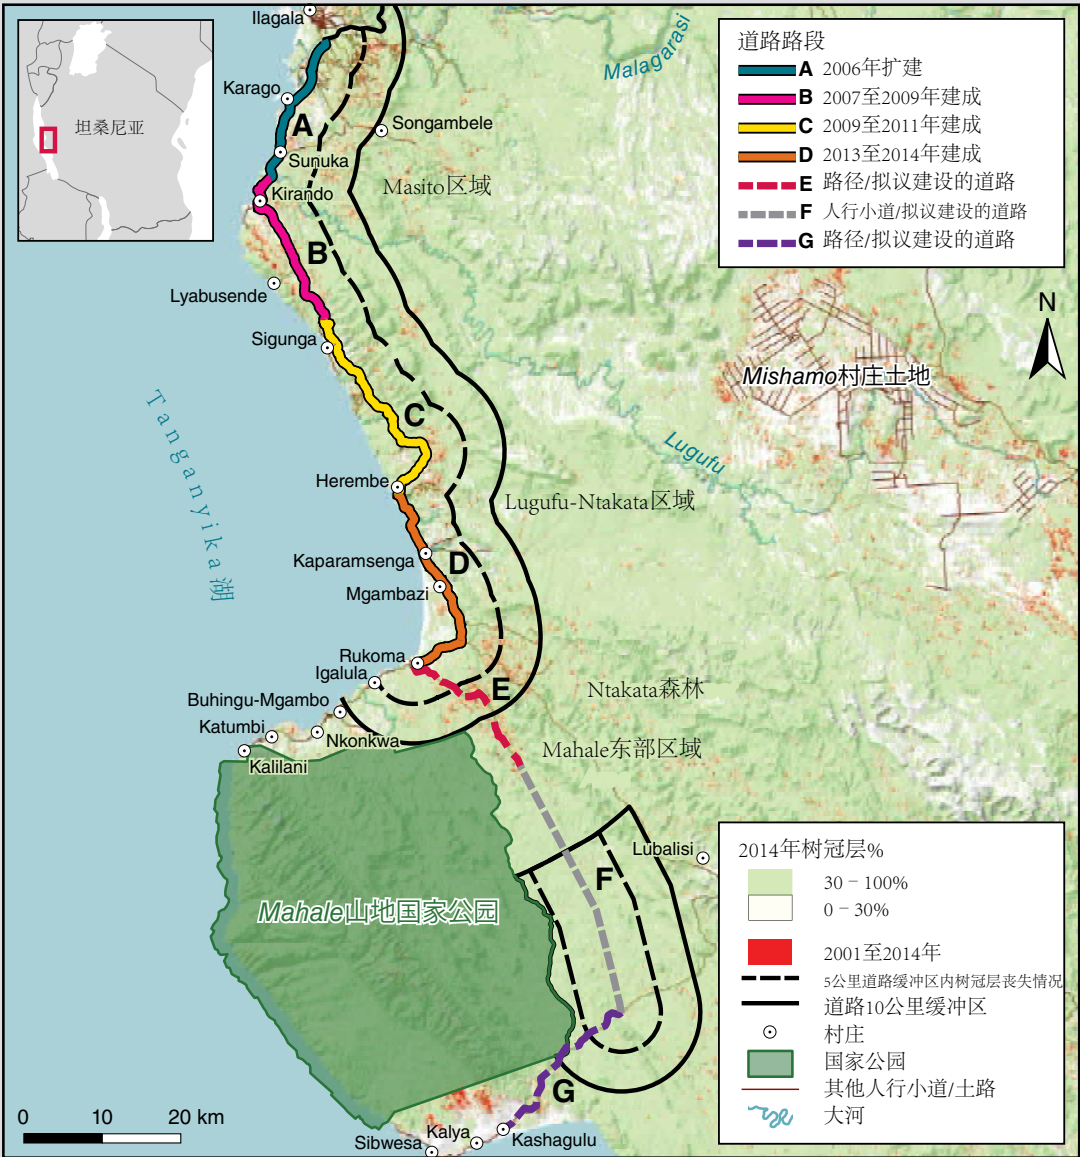 坦桑尼亚
道路路段
A 2006年扩建
B 2007至2009年建成
C 2009至2011年建成
D 2013至2014年建成
E 路径/拟议建设的道路
F 人行小道/拟议建设的道路
G 路径/拟议建设的道路
Ilagala
Malagarasi
Karago
A
Songambele
Sunuka
Masito区域
Kirando
B
Lyabusende
N
Sigunga
Mishamo村庄土地
Tanganyika 湖
C
Lugufu
Herembe
Lugufu-Ntakata区域
Kaparamsenga
D
Mgambazi
Rukoma
Igalula
E
Ntakata森林
Buhingu-Mgambo
Katumbi
Nkonkwa
Mahale东部区域
Kalilani
Lubalisi
F
Mahale山地国家公园
G
Kalya
Kashagulu
Sibwesa
0 10 20 km
2014年树冠层%
30 – 100%
0 – 30%
2001至2014年
5公里道路缓冲区内树冠层丧失情况
道路10公里缓冲区
村庄
国家公园
其他人行小道/土路
大河